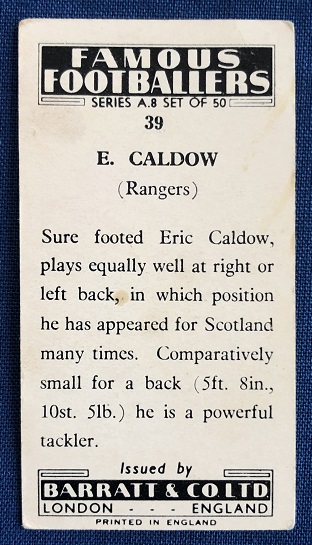 FAMOUS
FOOTBALLERS
SERIES A.8 SET OF 50
39
E. CALDOW
(Rangers)
Sure footed Eric Caldow,
plays equally well at right or
left back, in which position
he has appeared for Scotland
many times. Comparatively
small for a back (5ft. 8in.,
10st. 5lb.) he is a powerful
tackler.
Issued by
BARRATT & CO. LTD.
LONDON - - - ENGLAND
PRINTED IN ENGLAND